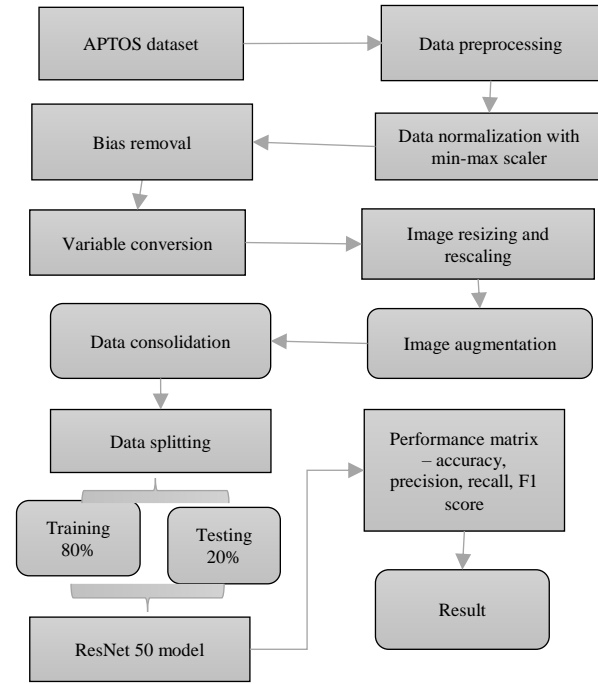 APTOS dataset
Data preprocessing
Data normalization with
min-max scaler
Bias removal
Variable conversion
Image resizing and
rescaling
Image augmentation
Data consolidation
Data splitting
Training
80%
Testing
20%
ResNet 50 model
Performance matrix
– accuracy,
precision, recall, F1
score
Result